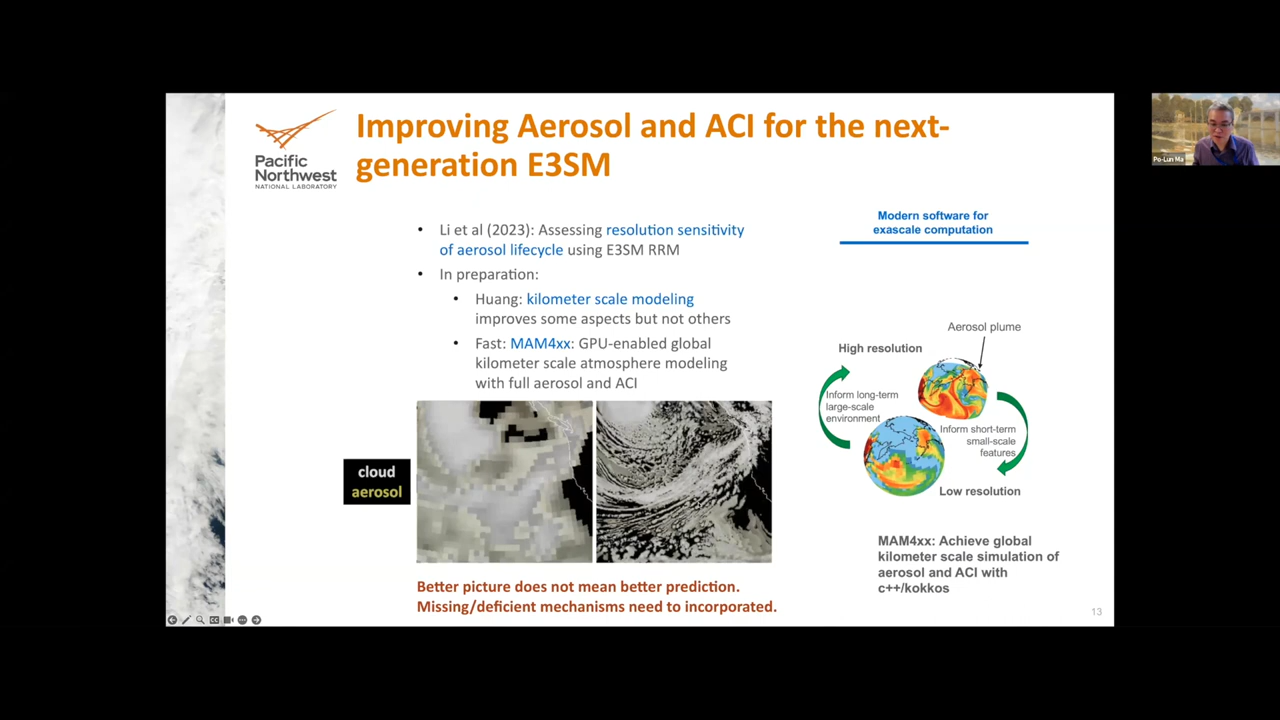 Pacific
Northwest
NATIONAL LABORATORY
Improving Aerosol and ACI for the next-
generation E3SM
• Li et al (2023): Assessing resolution sensitivity
of aerosol lifecycle using E3SM RRM
• In preparation:
• Huang: kilometer scale modeling
improves some aspects but not others
• Fast: MAM4xx: GPU-enabled global
kilometer scale atmosphere modeling
with full aerosol and ACI
cloud
aerosol
Better picture does not mean better prediction.
Missing/deficient mechanisms need to incorporated.
Modern software for
exascale computation
Aerosol plume
High resolution
Inform long-term
large-scale
environment
Inform short-term
small-scale
features
Low resolution
MAM4xx: Achieve global
kilometer scale simulation of
aerosol and ACI with
c++/kokkos
13
Po-Lun Ma